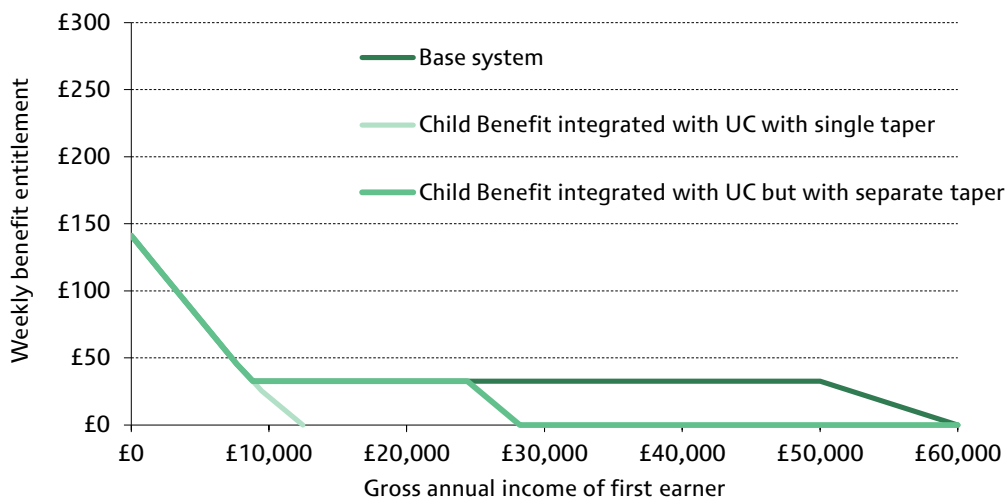 £300
£250
£200
£150
£100
£50
£0
Weekly benefit entitlement
Base system
Child Benefit integrated with UC with single taper
Child Benefit integrated with UC but with separate taper
£0 £10,000 £20,000 £30,000 £40,000 £50,000 £60,000
Gross annual income of first earner